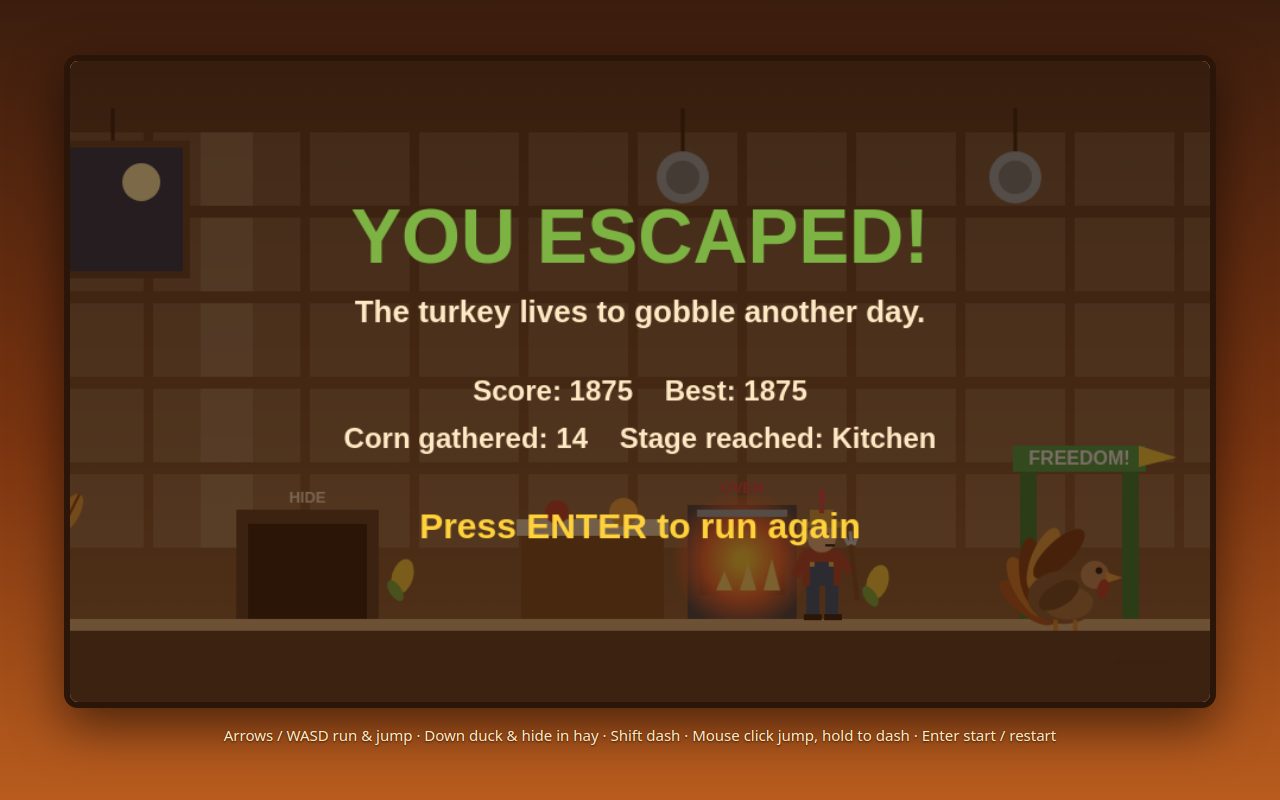 YOU ESCAPED!
The turkey lives to gobble another day.
Score: 1875 Best: 1875
Corn gathered: 14 Stage reached: Kitchen
FREEDOM!
HIDE
OVEN
Press ENTER to run again
Arrows / WASD run & jump · Down duck & hide in hay · Shift dash · Mouse click jump, hold to dash · Enter start / restart